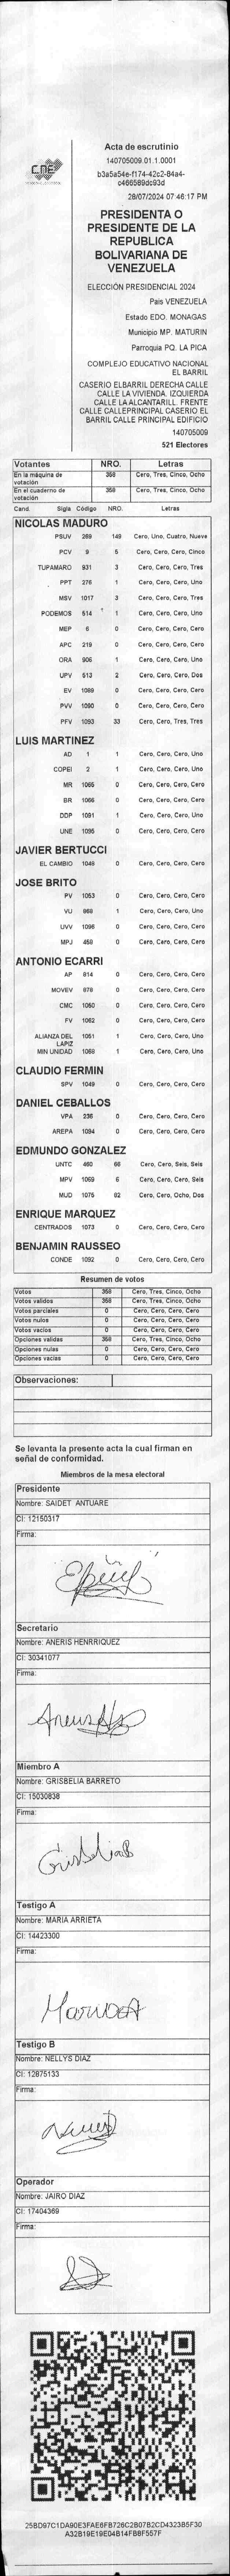 CNE
Acta de escrutinio
140705009.01.1.0001
b3a5a54e-f174-42c2-84a4-
c466589dc93d
28/07/2024 07:46:17 PM
PRESIDENTA O
PRESIDENTE DE LA
REPUBLICA
BOLIVARIANA DE
VENEZUELA
ELECCIÓN PRESIDENCIAL 2024
País VENEZUELA
Estado EDO. MONAGAS
Municipio MP. MATURIN
Parroquia PQ. LA PICA
COMPLEJO EDUCATIVO NACIONAL
EL BARRIL
CASERIO ELBARRIL DERECHA CALLE
CALLE LA VIVIENDA. IZQUIERDA
CALLE LA ALCANTARILL. FRENTE
CALLE CALLEPRINCIPAL CASERIO EL
BARRIL CALLE PRINCIPAL EDIFICIO
140705009
521 Electores
Votantes NRO. Letras
En la máquina de votación 358 Cero, Tres, Cinco, Ocho
En el cuaderno de votación 358 Cero, Tres, Cinco, Ocho
Cand. Sigla Código NRO. Letras
NICOLAS MADURO
PSUV 269 149 Cero, Uno, Cuatro, Nueve
PCV 9 5 Cero, Cero, Cero, Cinco
TUPAMARO 931 3 Cero, Cero, Cero, Tres
PPT 276 1 Cero, Cero, Cero, Uno
MSV 1017 3 Cero, Cero, Cero, Tres
PODEMOS 514 1 Cero, Cero, Cero, Uno
MEP 6 0 Cero, Cero, Cero, Cero
APC 219 0 Cero, Cero, Cero, Cero
ORA 906 1 Cero, Cero, Cero, Uno
UPV 513 2 Cero, Cero, Cero, Dos
EV 1089 0 Cero, Cero, Cero, Cero
PVV 1090 0 Cero, Cero, Cero, Cero
PFV 1093 33 Cero, Cero, Tres, Tres
LUIS MARTINEZ
AD 1 1 Cero, Cero, Cero, Uno
COPEI 2 1 Cero, Cero, Cero, Uno
MR 1065 0 Cero, Cero, Cero, Cero
BR 1066 0 Cero, Cero, Cero, Cero
DDP 1091 1 Cero, Cero, Cero, Uno
UNE 1095 0 Cero, Cero, Cero, Cero
JAVIER BERTUCCI
EL CAMBIO 1048 0 Cero, Cero, Cero, Cero
JOSE BRITO
PV 1053 0 Cero, Cero, Cero, Cero
VU 868 1 Cero, Cero, Cero, Uno
UVV 1096 0 Cero, Cero, Cero, Cero
MPJ 458 0 Cero, Cero, Cero, Cero
ANTONIO ECARRI
AP 814 0 Cero, Cero, Cero, Cero
MOVEV 878 0 Cero, Cero, Cero, Cero
CMC 1050 0 Cero, Cero, Cero, Cero
FV 1062 0 Cero, Cero, Cero, Cero
ALIANZA DEL LAPIZ 1051 1 Cero, Cero, Cero, Uno
MIN UNIDAD 1068 1 Cero, Cero, Cero, Uno
CLAUDIO FERMIN
SPV 1049 0 Cero, Cero, Cero, Cero
DANIEL CEBALLOS
VPA 236 0 Cero, Cero, Cero, Cero
AREPA 1094 0 Cero, Cero, Cero, Cero
EDMUNDO GONZALEZ
UNTC 460 66 Cero, Cero, Seis, Seis
MPV 1069 6 Cero, Cero, Cero, Seis
MUD 1075 82 Cero, Cero, Ocho, Dos
ENRIQUE MARQUEZ
CENTRADOS 1073 0 Cero, Cero, Cero, Cero
BENJAMIN RAUSSEO
CONDE 1092 0 Cero, Cero, Cero, Cero
Resumen de votos
Votos 358 Cero, Tres, Cinco, Ocho
Votos validos 358 Cero, Tres, Cinco, Ocho
Votos parciales 0 Cero, Cero, Cero, Cero
Votos nulos 0 Cero, Cero, Cero, Cero
Votos vacios 0 Cero, Cero, Cero, Cero
Opciones validas 358 Cero, Tres, Cinco, Ocho
Opciones nulas 0 Cero, Cero, Cero, Cero
Opciones vacias 0 Cero, Cero, Cero, Cero
Observaciones:
Se levanta la presente acta la cual firman en
señal de conformidad.
Miembros de la mesa electoral
Presidente
Nombre: SAIDET ANTUARE
CI: 12150317
Firma:
Secretario
Nombre: ANERIS HENRRIQUEZ
CI: 30341077
Firma:
Miembro A
Nombre: GRISBELIA BARRETO
CI: 15030838
Firma:
Testigo A
Nombre: MARIA ARRIETA
CI: 14423300
Firma:
Testigo B
Nombre: NELLYS DIAZ
CI: 12875133
Firma:
Operador
Nombre: JAIRO DIAZ
CI: 17404369
Firma:
25BD97C1DA90E3FAE6FB726C2B07B2CD4323B5F30
A32B19E19E04B14FB8F557F